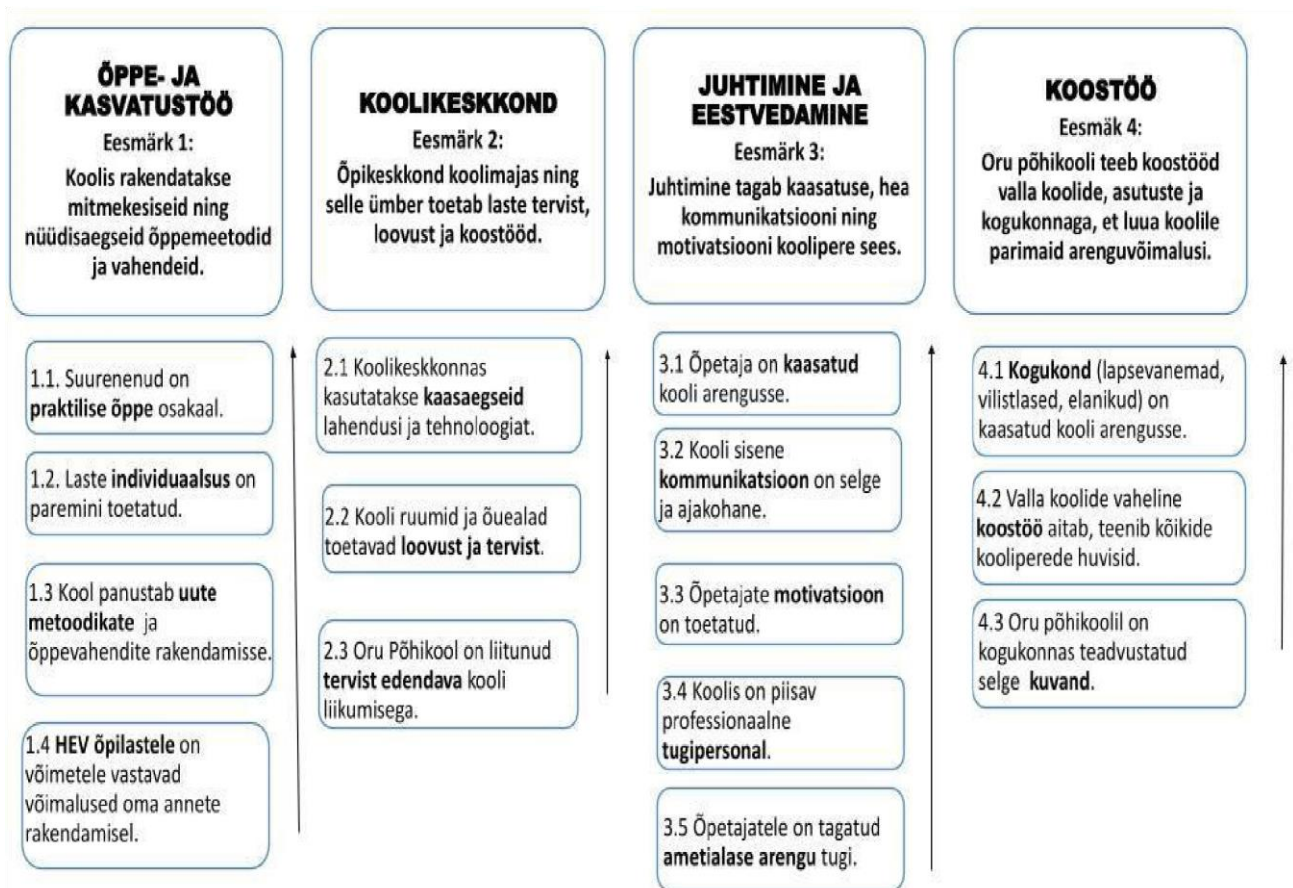 ÕPPE- JA
KASVATUSTÖÖ
Eesmärk 1:
Koolis rakendatakse
mitmekesiseid ning
nüüdisaegseid õppemeetodid
ja vahendeid.
1.1. Suurenenud on
praktilise õppe osakaal.
1.2. Laste individuaalsus on
paremini toetatud.
1.3 Kool panustab uute
metoodikate ja
õppevahendite rakendamisse.
1.4 HEV õpilastele on
võimetele vastavad
võimalused oma annete
rakendamisel.
KOOLIKESKKOND
Eesmärk 2:
Õpikeskkond koolimajas ning
selle ümber toetab laste tervist,
loovust ja koostööd.
2.1 Koolikeskkonnas
kasutatakse kaasaegseid
lahendusi ja tehnoloogiat.
2.2 Kooli ruumid ja õuealad
toetavad loovust ja tervist.
2.3 Oru Põhikool on liitunud
tervist edendava kooli
liikumisega.
JUHTIMINE JA
EESTVEDAMINE
Eesmärk 3:
Juhtimine tagab kaasatuse, hea
kommunikatsiooni ning
motivatsiooni koolipere sees.
3.1 Õpetaja on kaasatud
kooli arengusse.
3.2 Kooli sisene
kommunikatsioon on selge
ja ajakohane.
3.3 Õpetajate motivatsioon
on toetatud.
3.4 Koolis on piisav
professionaalne
tugipersonal.
3.5 Õpetajatele on tagatud
ametialase arengu tugi.
KOOSTÖÖ
Eesmäk 4:
Oru põhikooli teeb koostööd
valla koolide, asutuste ja
kogukonnaga, et luua koolile
parimaid arenguvõimalusi.
4.1 Kogukond (lapsevanemad,
vilistlased, elanikud) on
kaasatud kooli arengusse.
4.2 Valla koolide vaheline
koostöö aitab, teenib kõikide
kooliperede huvisid.
4.3 Oru põhikoolil on
kogukonnas teadvustatud
selge kuvand.